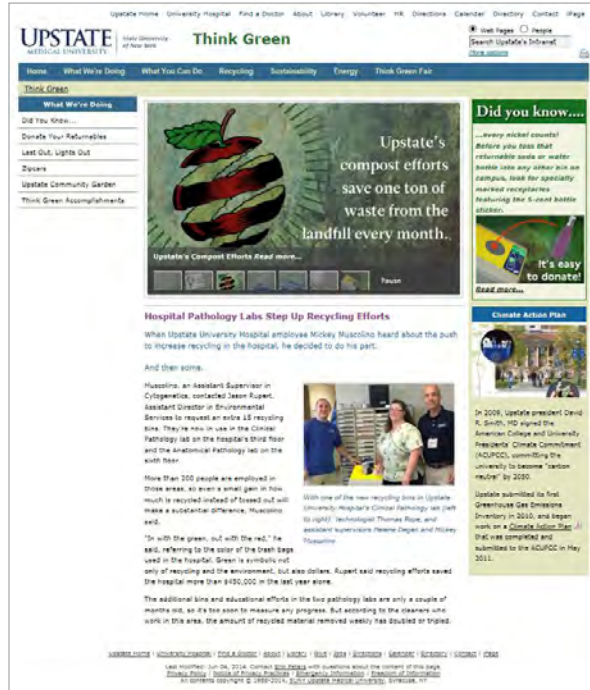 Upstate Home University Hospital Find a Doctor About Library Volunteer HR Directions Calendar Directory Contact iPage
UPSTATE
MEDICAL UNIVERSITY
State University
of New York
Think Green
Web Pages People
Search Upstate's Intranet
More options
Home What We're Doing What You Can Do Recycling Sustainability Energy Think Green Fair
Think Green
What We're Doing
Did You Know...
Donate Your Returnables
Last Out, Lights Out
Zipcars
Upstate Community Garden
Think Green Accomplishments
Upstate's
compost efforts
save one ton of
waste from the
landfill every month.
Upstate's Compost Efforts Read more...
Pause
Did you know....
...every nickel counts!
Before you toss that
returnable soda or water
bottle into any other bin on
campus, look for specially
marked receptacles
featuring the 5-cent bottle
sticker.
It's easy
to donate!
Read more...
Hospital Pathology Labs Step Up Recycling Efforts
When Upstate University Hospital employee Mickey Muscolino heard about the push
to increase recycling in the hospital, he decided to do his part.
And then some.
Muscolino, an Assistant Supervisor in
Cytogenetics, contacted Jason Rupert,
Assistant Director in Environmental
Services to request an extra 15 recycling
bins. They're now in use in the Clinical
Pathology lab on the hospital's third floor
and the Anatomical Pathology lab on the
sixth floor.
More than 200 people are employed in
those areas, so even a small gain in how
much is recycled instead of tossed out will
make a substantial difference, Muscolino
said.
"In with the green, out with the red," he
said, referring to the color of the trash bags
used in the hospital. Green is symbolic not
only of recycling and the environment, but also dollars. Rupert said recycling efforts saved
the hospital more than $450,000 in the last year alone.
The additional bins and educational efforts in the two pathology labs are only a couple of
months old, so it's too soon to measure any progress. But according to the cleaners who
work in this area, the amount of recycled material removed weekly has doubled or tripled.
With one of the new recycling bins in Upstate
University Hospital's Clinical Pathology lab (left
to right): technologist Thomas Pope, and
assistant supervisors Helene Degan and Mickey
Muscolino
Climate Action Plan
In 2009, Upstate president David
R. Smith, MD signed the
American College and University
Presidents' Climate Commitment
(ACUPCC), committing the
university to become "carbon
neutral" by 2050.
Upstate submitted its first
Greenhouse Gas Emissions
Inventory in 2010, and began
work on a Climate Action Plan
that was completed and
submitted to the ACUPCC in May
2011.
Upstate Home | University Hospital | Find a Doctor | About | Library | Jobs | Directions | Calendar | Directory | Contact | iPage
Last Modified: Jun 04, 2014. Contact Erin Peters with questions about the content of this page.
Privacy Policy | Notice of Privacy Practices | Emergency Information | Freedom of Information
All contents copyright © 1988-2014, SUNY Upstate Medical University, Syracuse, NY